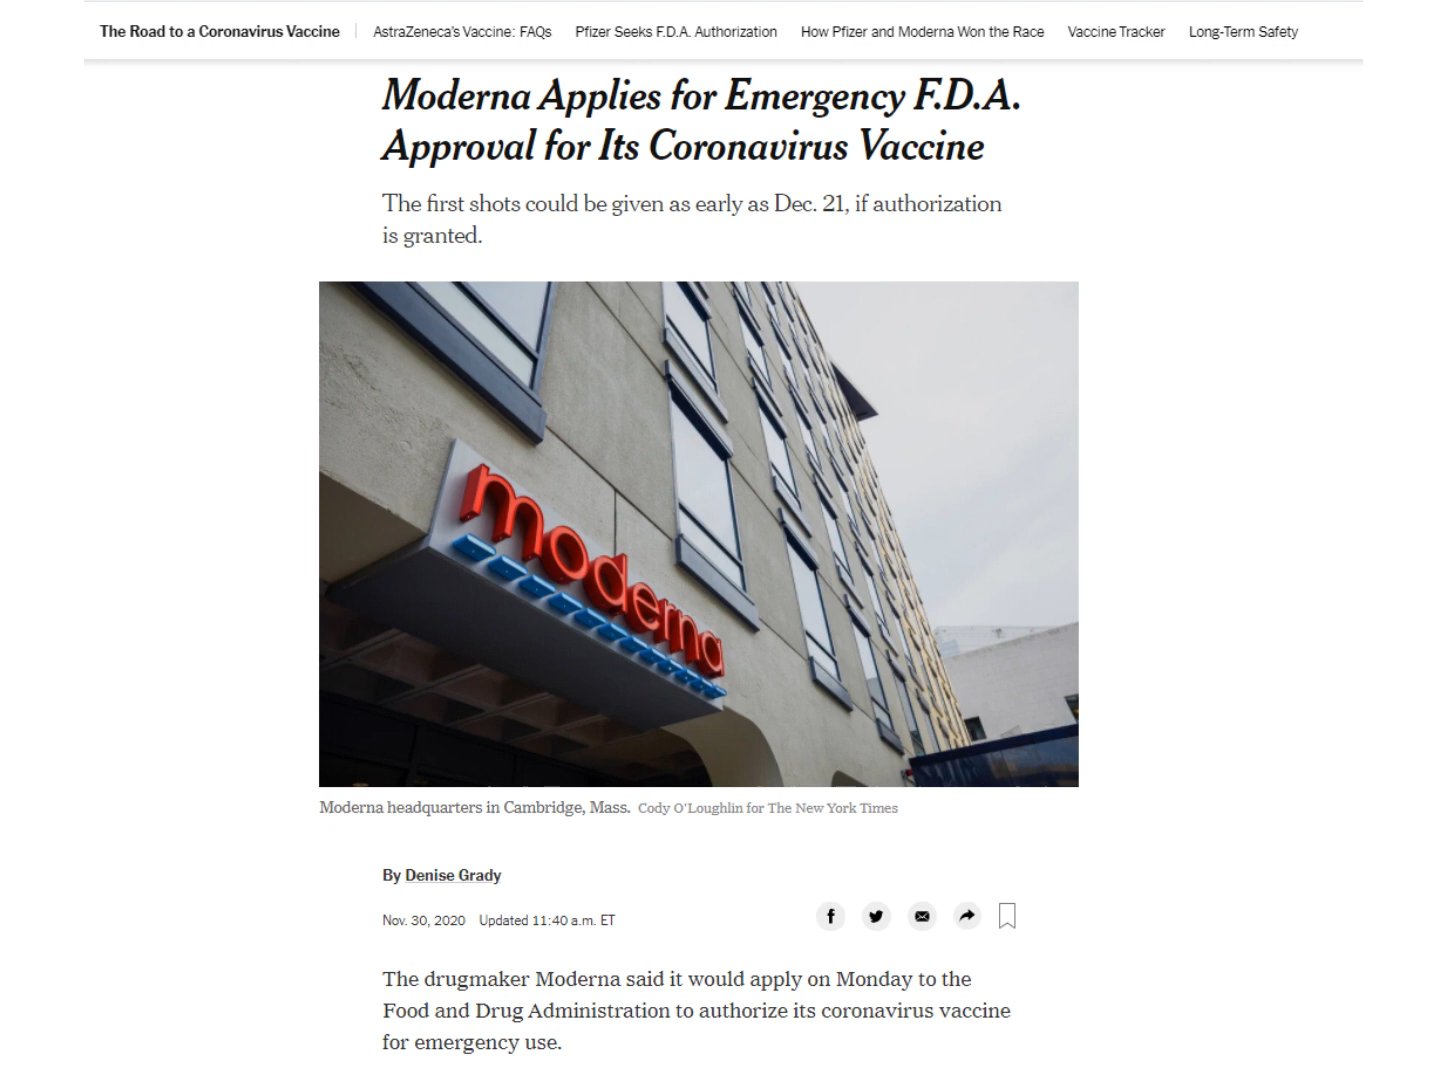 The Road to a Coronavirus Vaccine AstraZeneca's Vaccine: FAQs Pfizer Seeks F.D.A. Authorization How Pfizer and Moderna Won the Race Vaccine Tracker Long-Term Safety
Moderna Applies for Emergency F.D.A.
Approval for Its Coronavirus Vaccine
The first shots could be given as early as Dec. 21, if authorization
is granted.
moderna
Moderna headquarters in Cambridge, Mass. Cody O'Loughlin for The New York Times
By Denise Grady
Nov. 30, 2020 Updated 11:40 a.m. ET
The drugmaker Moderna said it would apply on Monday to the
Food and Drug Administration to authorize its coronavirus vaccine
for emergency use.